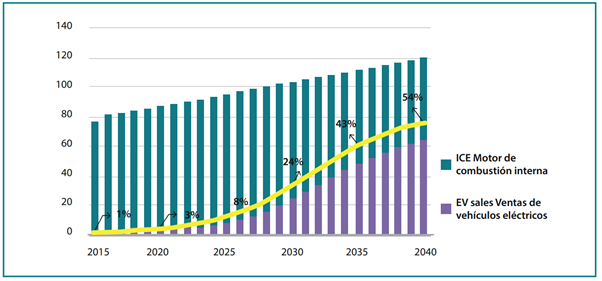 140
120
100
80
60
40
20
0
1%
3%
8%
24%
43%
54%
2015 2020 2025 2030 2035 2040
ICE Motor de
combustión interna
EV sales Ventas de
vehículos eléctricos